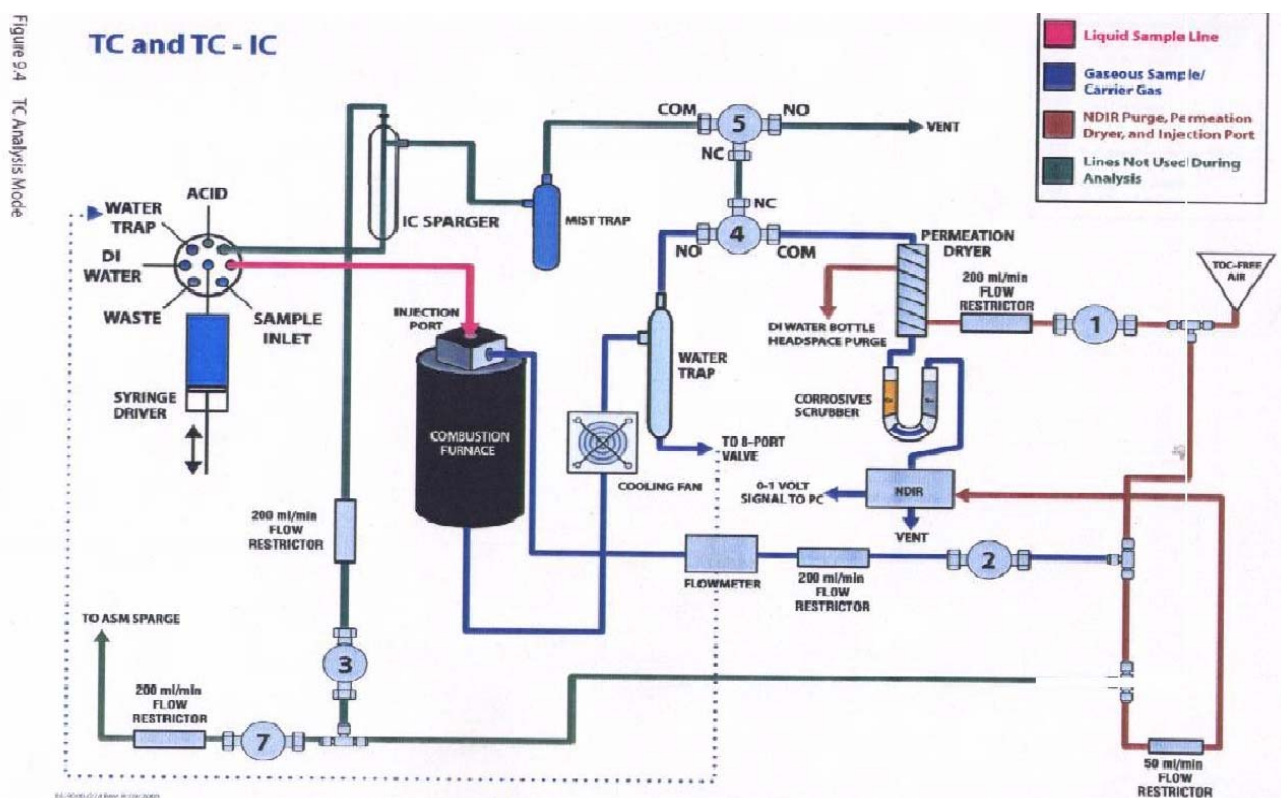 Figure 9.4 TC Analysis Mode
TC and TC - IC
Liquid Sample Line
Gaseous Sample/
Carrier Gas
NDIR Purge, Permeation
Dryer, and Injection Port
Lines Not Used During
Analysis
COM
5
NO
VENT
NC
NC
ACID
WATER
TRAP
IC SPARGER
MIST TRAP
NO
4
COM
PERMEATION
DRYER
TOC-FREE
AIR
DI
WATER
200 ml/min
FLOW
RESTRICTOR
1
WASTE
SAMPLE
INLET
INJECTION
PORT
DI WATER BOTTLE
HEADSPACE PURGE
WATER
TRAP
SYRINGE
DRIVER
CORROSIVES
SCRUBBER
COMBUSTION
FURNACE
TO 8-PORT
VALVE
COOLING FAN
0-1 VOLT
SIGNAL TO PC
NDIR
VENT
200 ml/min
FLOW
RESTRICTOR
FLOWMETER
200 ml/min
FLOW
RESTRICTOR
2
TO ASM SPARGE
3
200 ml/min
FLOW
RESTRICTOR
7
50 ml/min
FLOW
RESTRICTOR